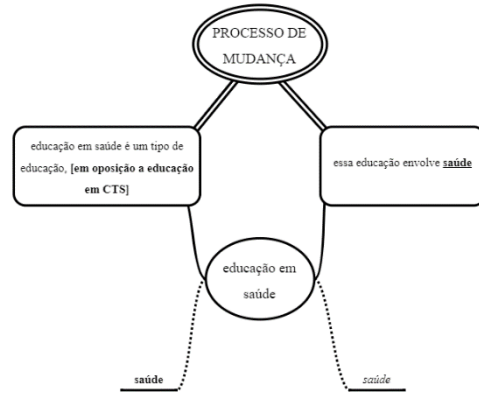 PROCESSO DE
MUDANÇA
educação em saúde é um tipo de
educação, [em oposição a educação
em CTS]
essa educação envolve saúde
educação em
saúde
saúde
saúde